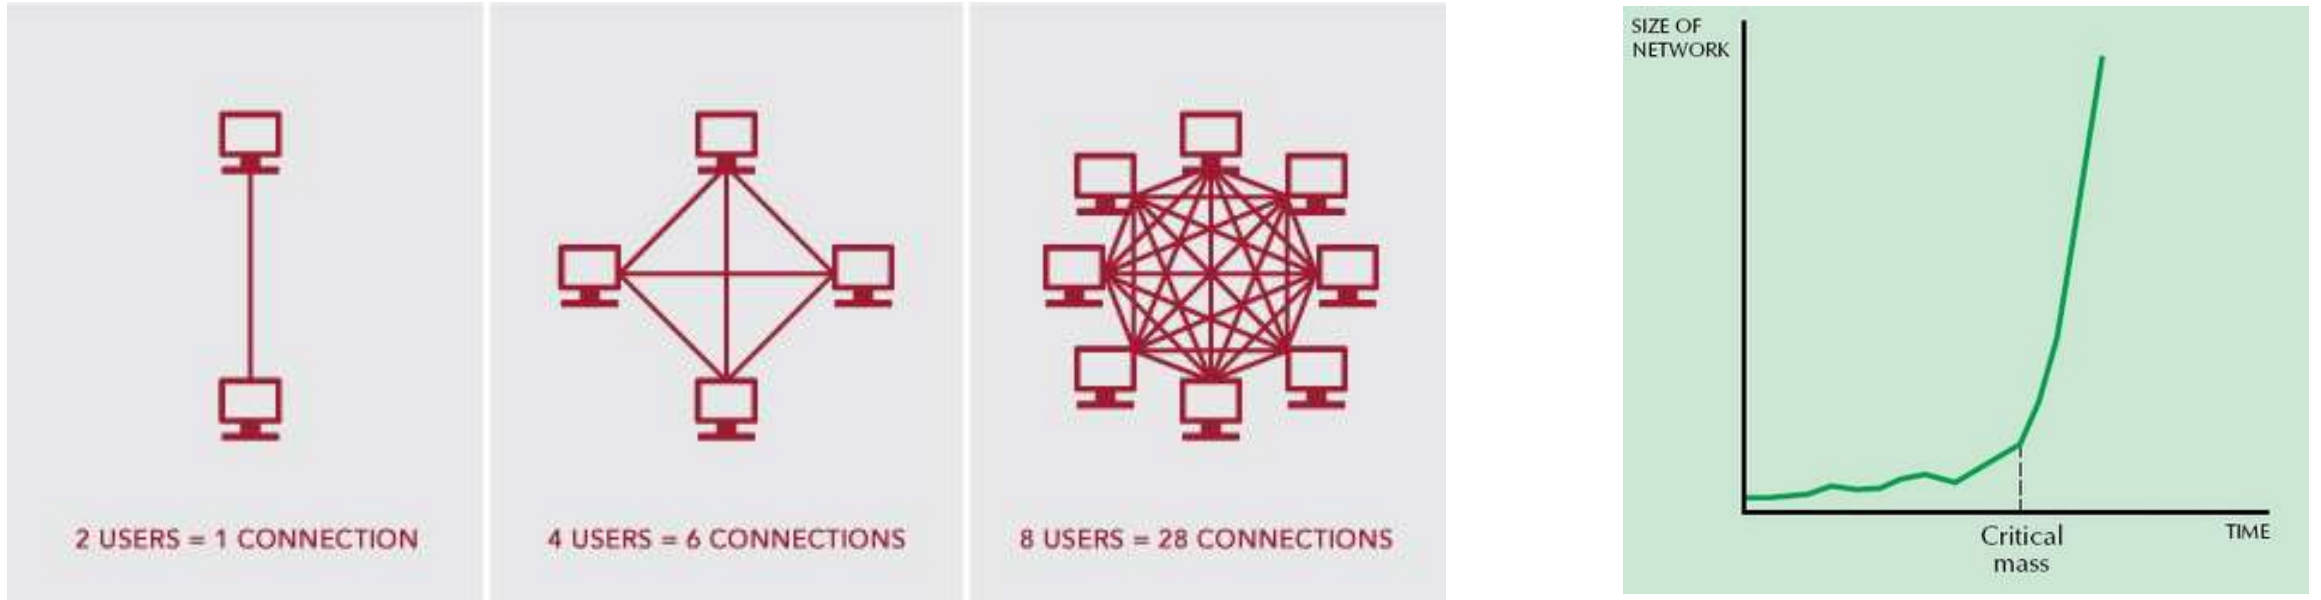 2 USERS = 1 CONNECTION
4 USERS = 6 CONNECTIONS
8 USERS = 28 CONNECTIONS
SIZE OF
NETWORK
Critical
mass
TIME